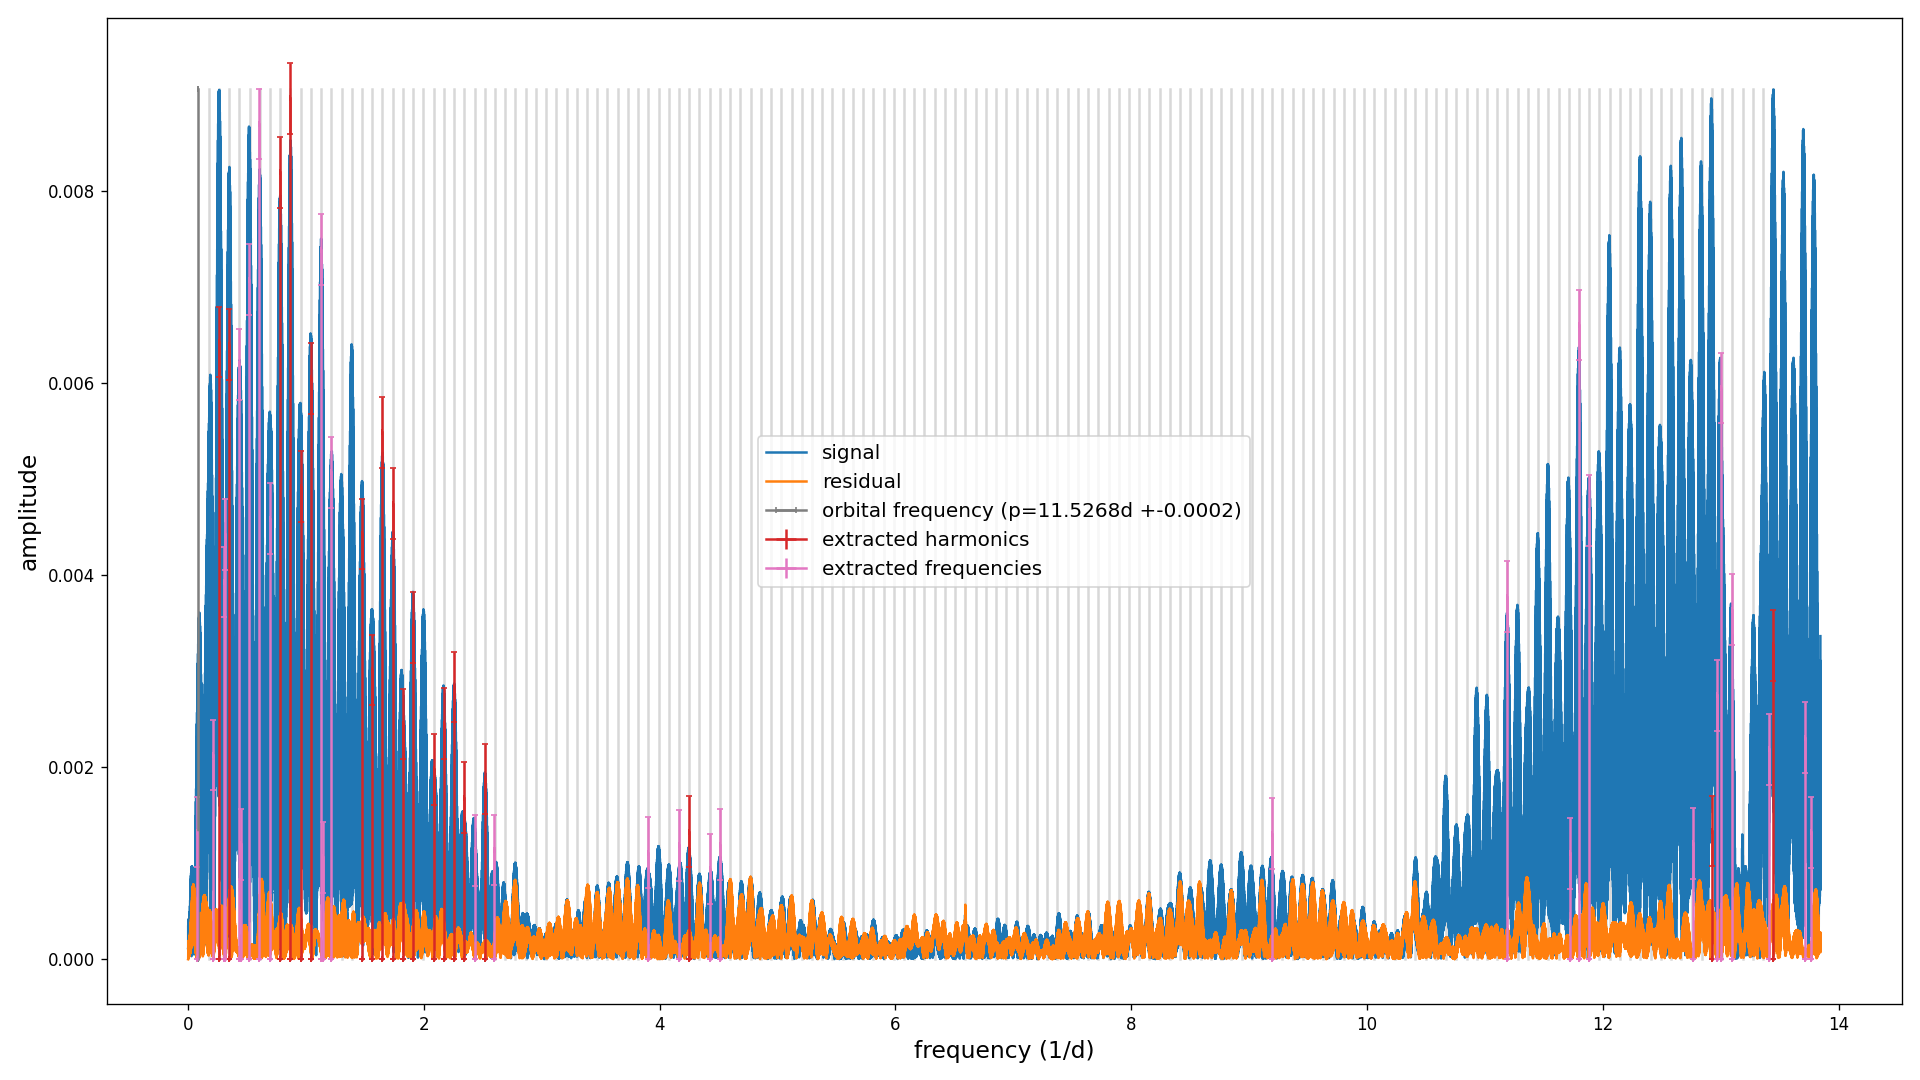 0.008
0.006
0.004
0.002
0.000
amplitude
signal
residual
orbital frequency (p=11.5268d +-0.0002)
extracted harmonics
extracted frequencies
0 2 4 6 8 10 12 14
frequency (1/d)